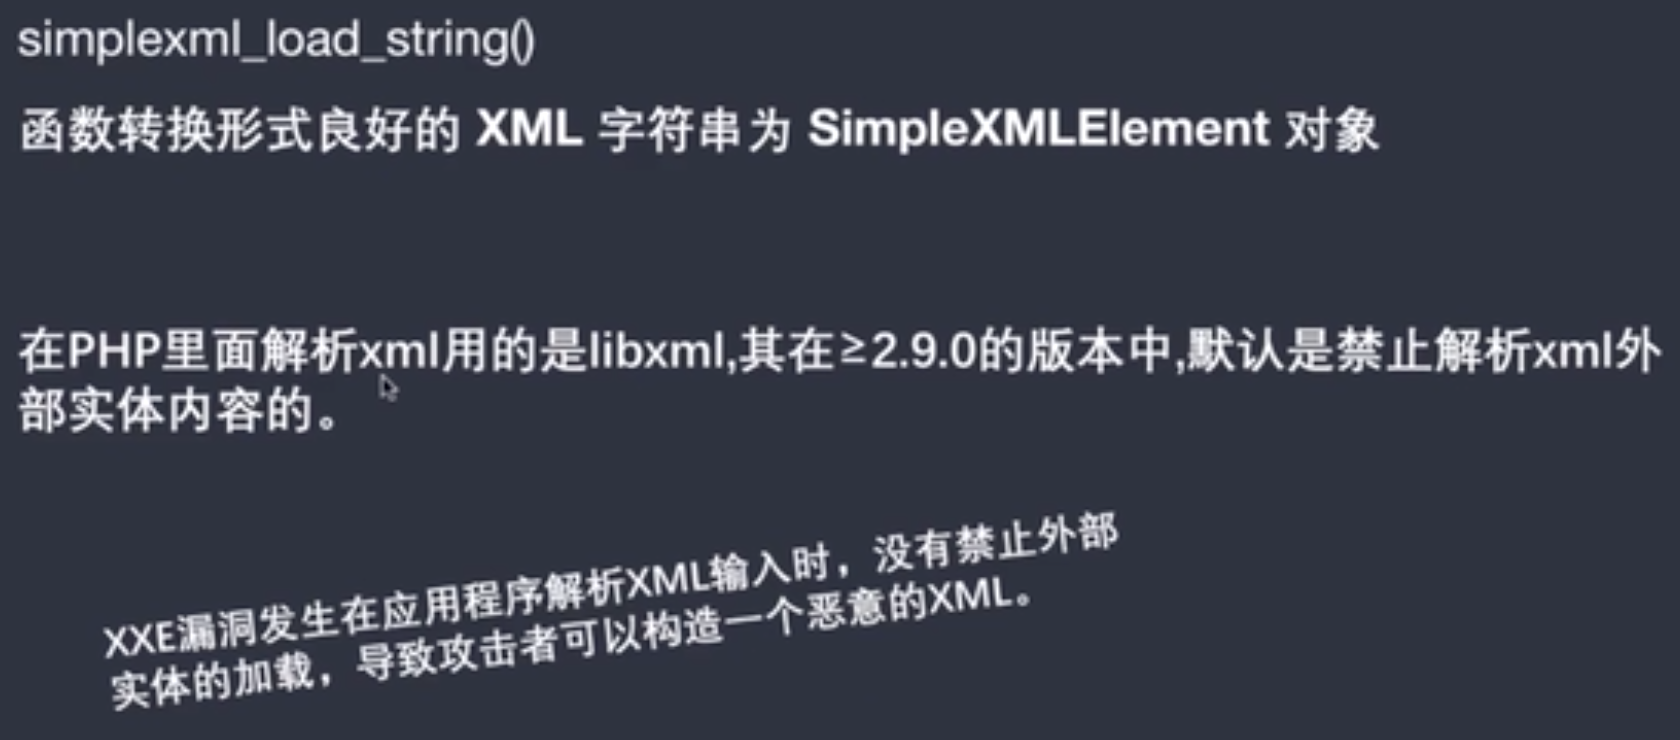 simplexml_load_string()
函数转换形式良好的 XML 字符串为 SimpleXMLElement 对象
在PHP里面解析xml用的是libxml,其在≥2.9.0的版本中,默认是禁止解析xml外
部实体内容的。
XXE漏洞发生在应用程序解析XML输入时，没有禁止外部
实体的加载，导致攻击者可以构造一个恶意的XML。